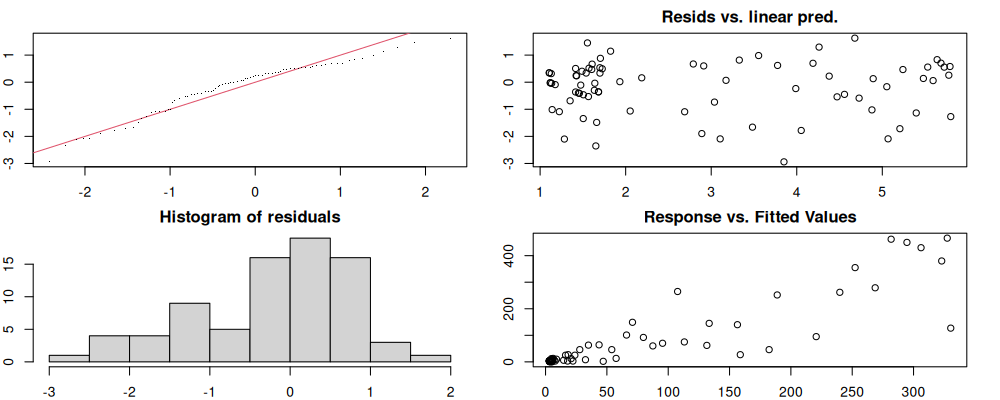 1
0
-1
-2
-3
-2 -1 0 1 2
Resids vs. linear pred.
1
0
-1
-2
-3
1 2 3 4 5
Histogram of residuals
15
10
5
0
-3 -2 -1 0 1 2
Response vs. Fitted Values
400
200
0
0 50 100 150 200 250 300